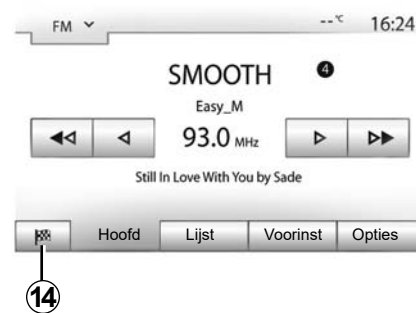 FM --°C 16:24
SMOOTH 4
Easy_M
93.0 MHz
Still In Love With You by Sade
Hoofd Lijst Voorinst Opties
14